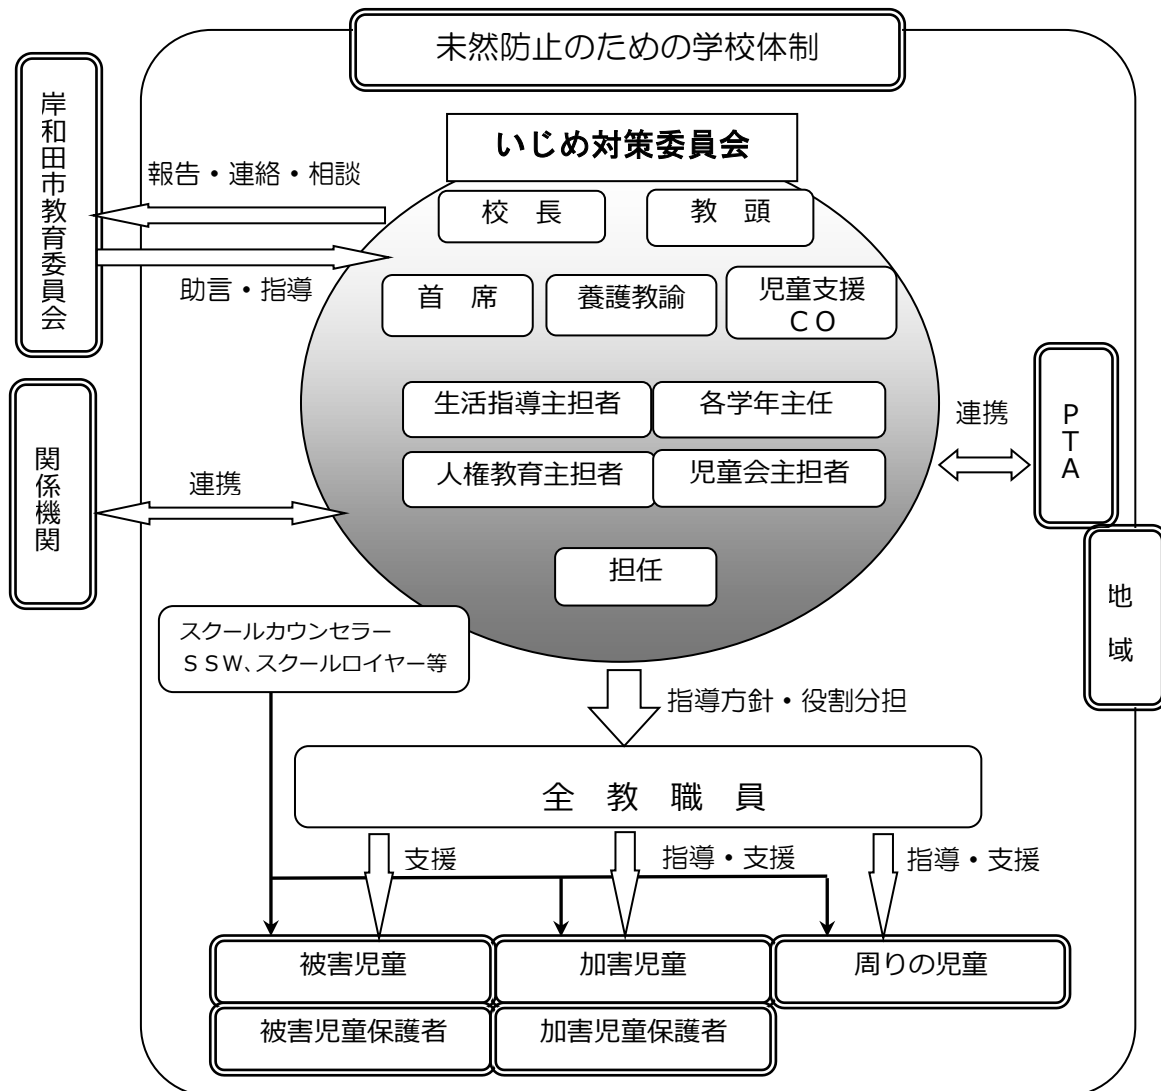 未然防止のための学校体制
岸和田市教育委員会
いじめ対策委員会
報告・連絡・相談
校　長
教　頭
助言・指導
首　席
養護教諭
児童支援
ＣＯ
生活指導主担者
各学年主任
連携
ＰＴＡ
関係機関
連携
人権教育主担者
児童会主担者
担任
地　域
スクールカウンセラー
ＳＳＷ、スクールロイヤー等
指導方針・役割分担
全　教　職　員
支援
指導・支援
指導・支援
被害児童
加害児童
周りの児童
被害児童保護者
加害児童保護者